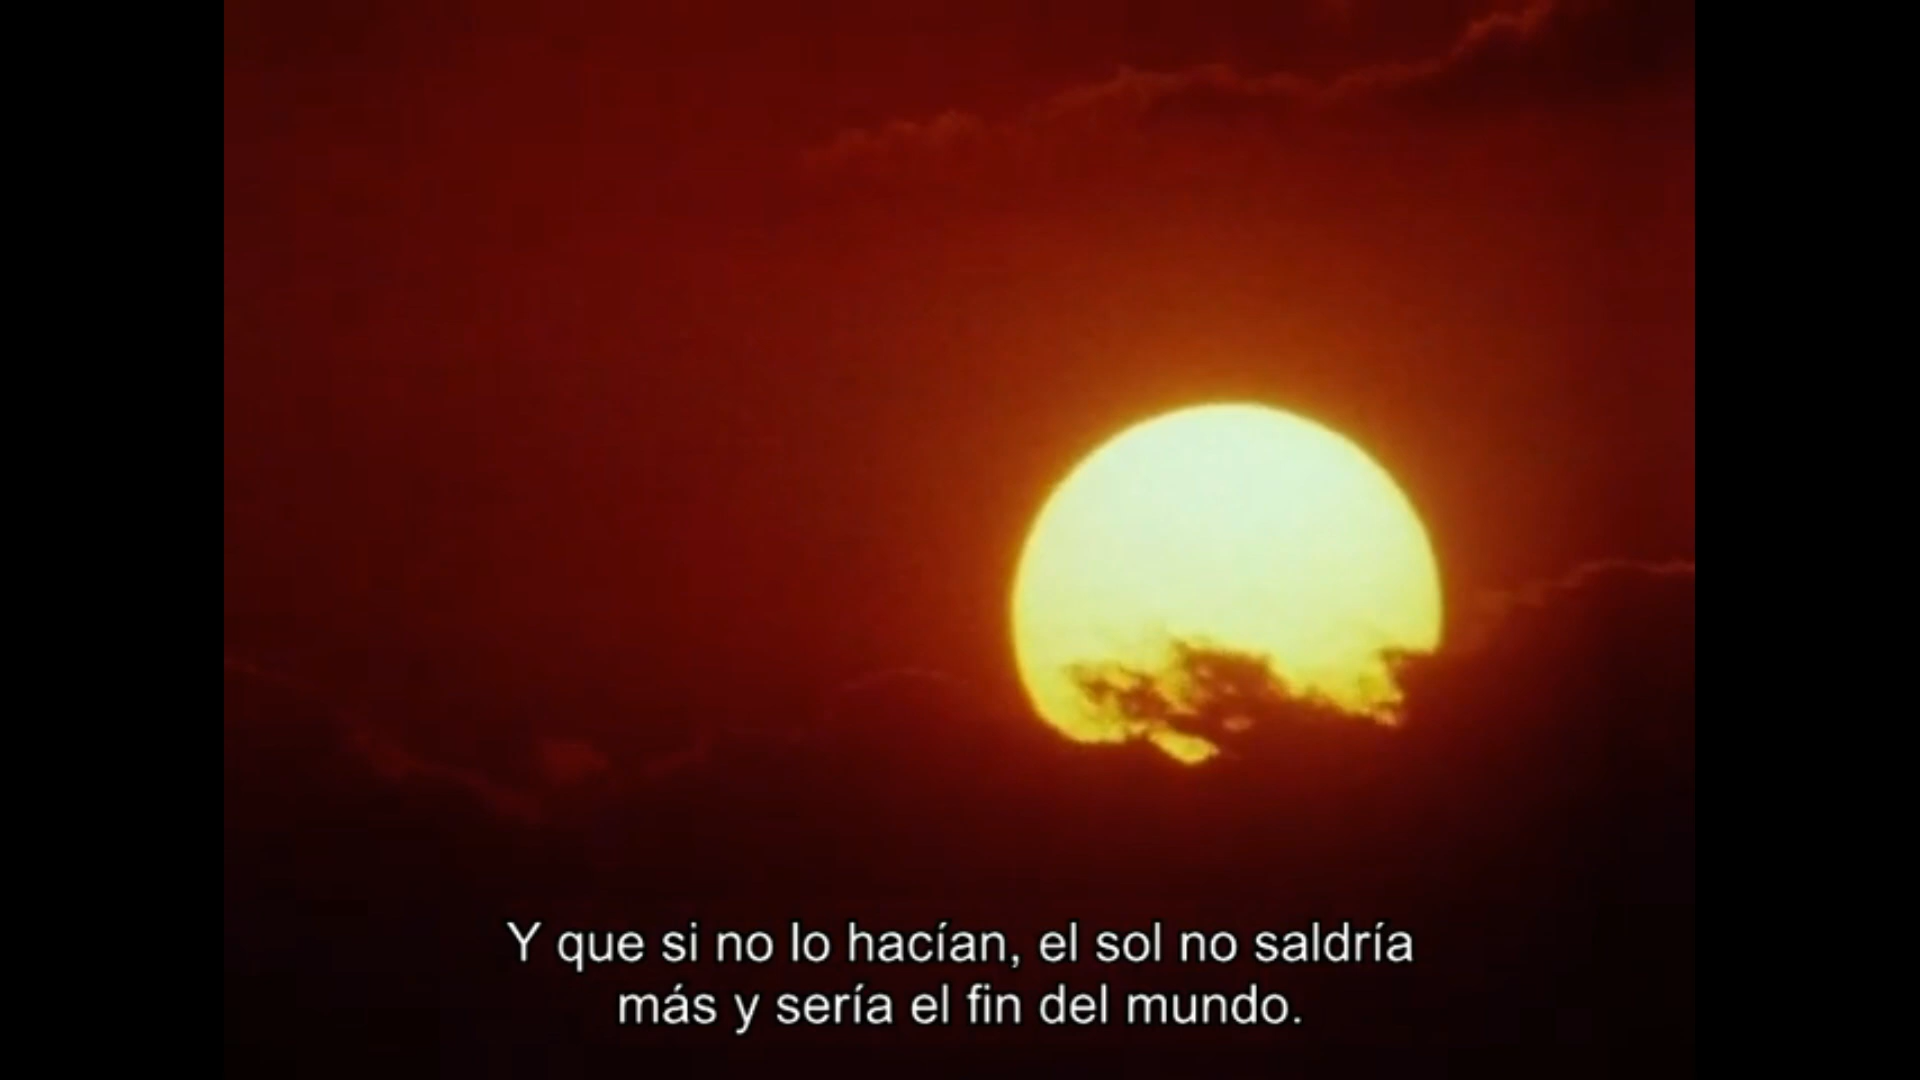 Y que si no lo hacían, el sol no saldría
más y sería el fin del mundo.